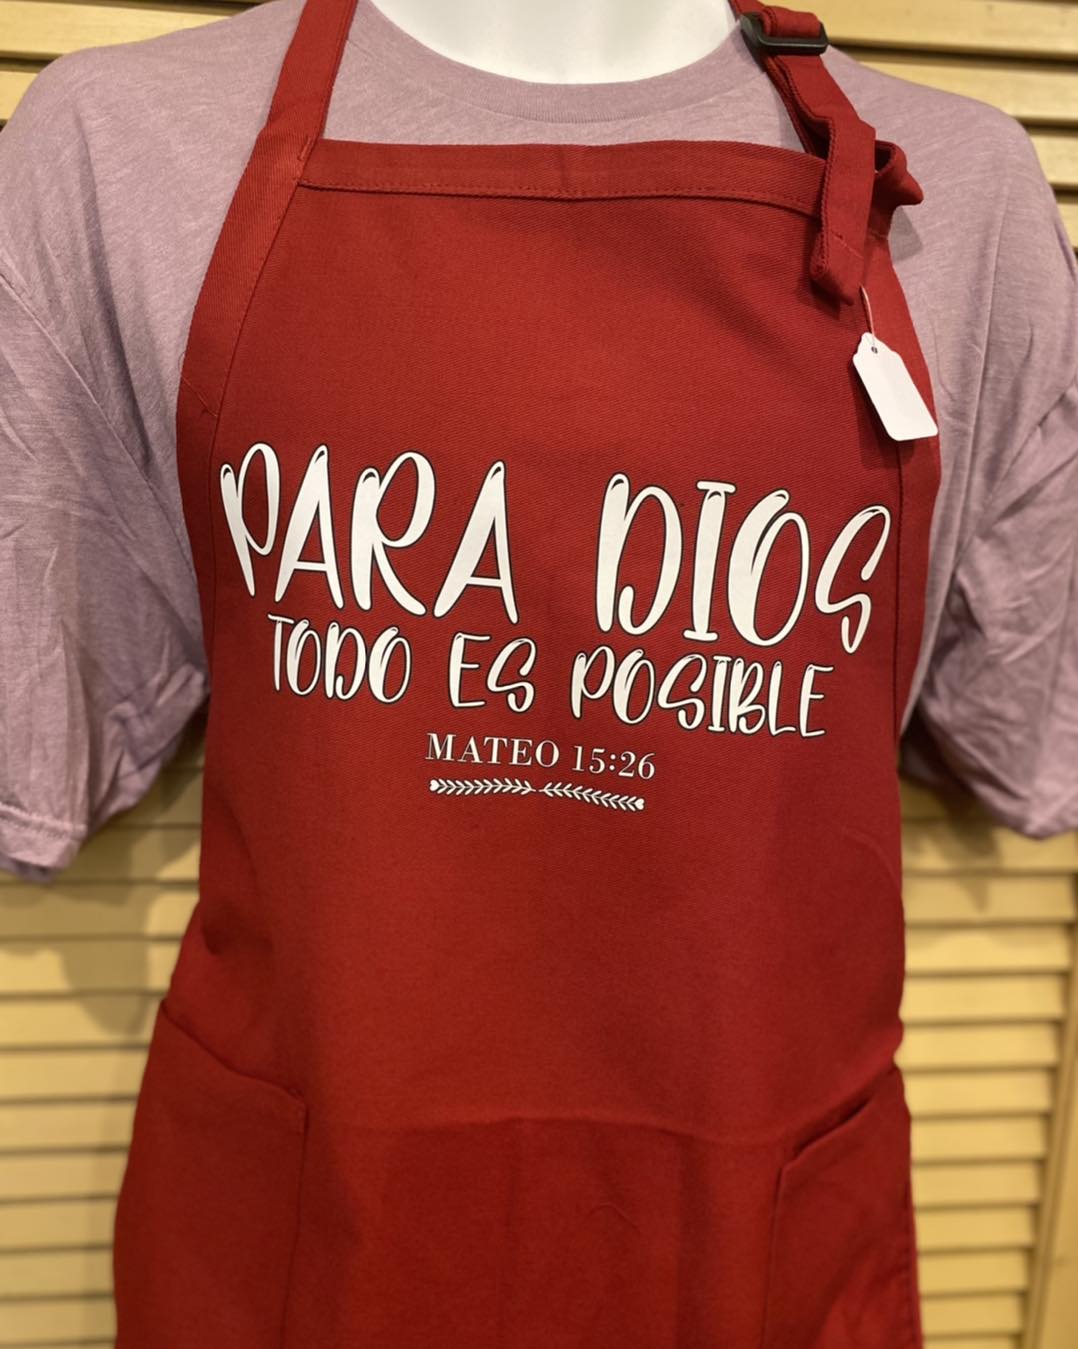 PARA DIOS
TODO ES POSIBLE
MATEO 15:26